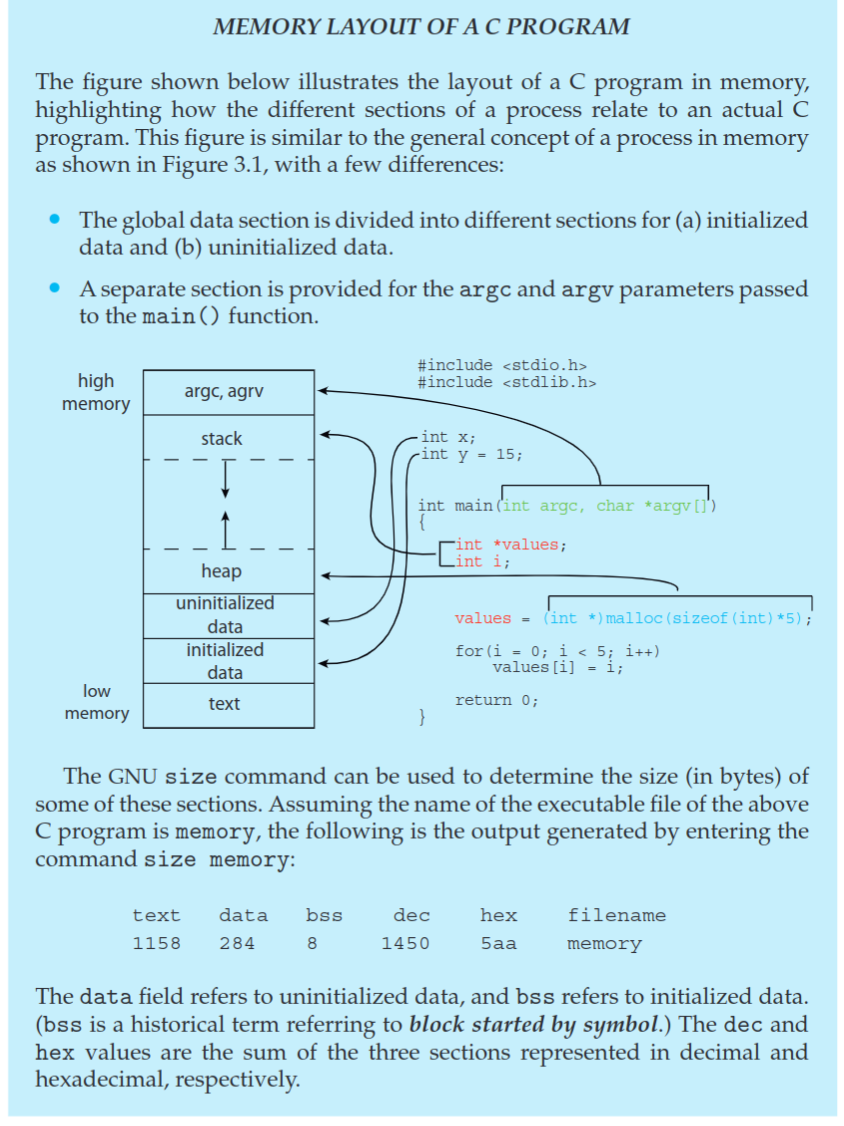 MEMORY LAYOUT OF A C PROGRAM
The figure shown below illustrates the layout of a C program in memory,
highlighting how the different sections of a process relate to an actual C
program. This figure is similar to the general concept of a process in memory
as shown in Figure 3.1, with a few differences:
• The global data section is divided into different sections for (a) initialized
data and (b) uninitialized data.
• A separate section is provided for the argc and argv parameters passed
to the main() function.
high
memory
argc, agrv
stack
heap
uninitialized
data
initialized
data
text
low
memory
#include <stdio.h>
#include <stdlib.h>
int x;
int y = 15;
int main(int argc, char *argv[])
{
int *values;
int i;
values = (int *)malloc(sizeof(int)*5);
for(i = 0; i < 5; i++)
values[i] = i;
return 0;
}
The GNU size command can be used to determine the size (in bytes) of
some of these sections. Assuming the name of the executable file of the above
C program is memory, the following is the output generated by entering the
command size memory:
text data bss dec hex filename
1158 284 8 1450 5aa memory
The data field refers to uninitialized data, and bss refers to initialized data.
(bss is a historical term referring to block started by symbol.) The dec and
hex values are the sum of the three sections represented in decimal and
hexadecimal, respectively.